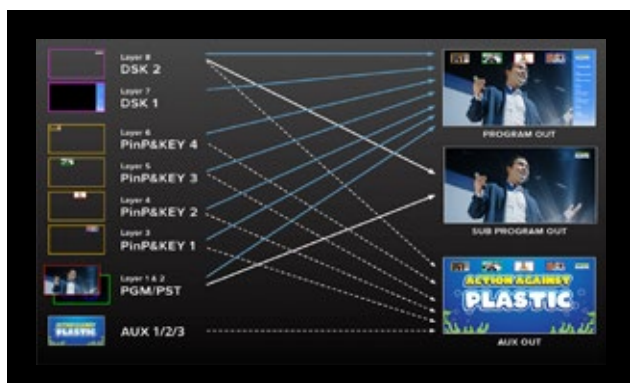 Layer 8
DSK 2
Layer 7
DSK 1
Layer 6
PinP&KEY 4
Layer 5
PinP&KEY 3
Layer 4
PinP&KEY 2
Layer 3
PinP&KEY 1
Layer 1 & 2
PGM/PST
PLASTIC
AUX 1/2/3
PROGRAM OUT
SUB PROGRAM OUT
ACTION AGAINST
PLASTIC
AUX OUT